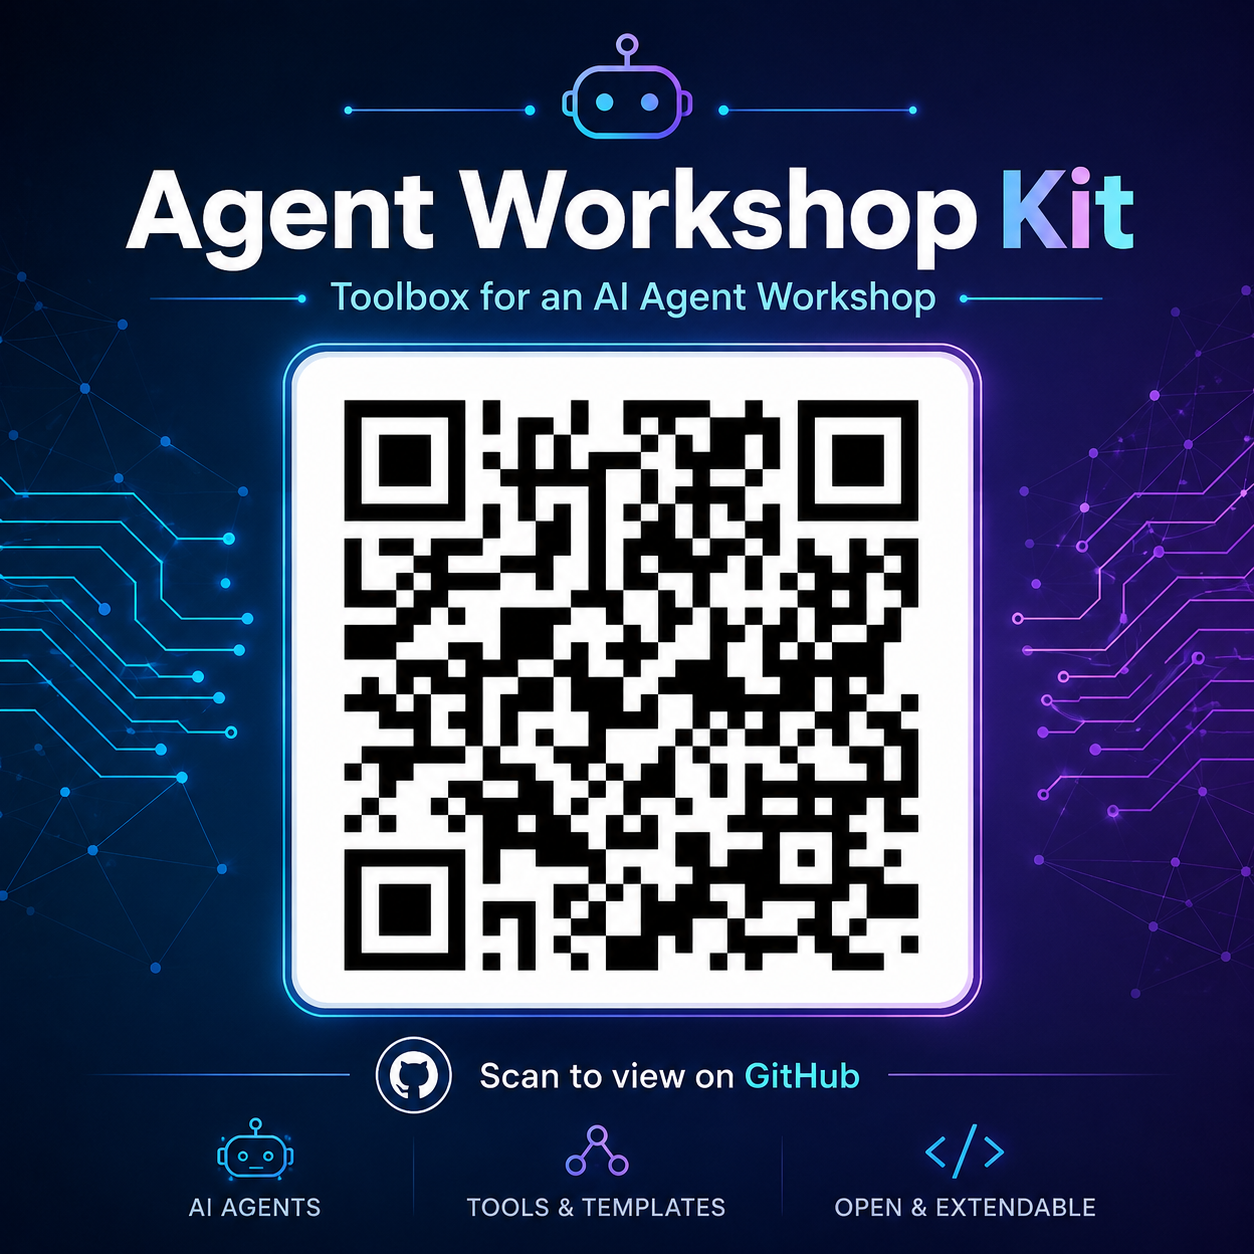 Agent Workshop Kit
Toolbox for an AI Agent Workshop
Scan to view on GitHub
AI AGENTS
TOOLS & TEMPLATES
OPEN & EXTENDABLE